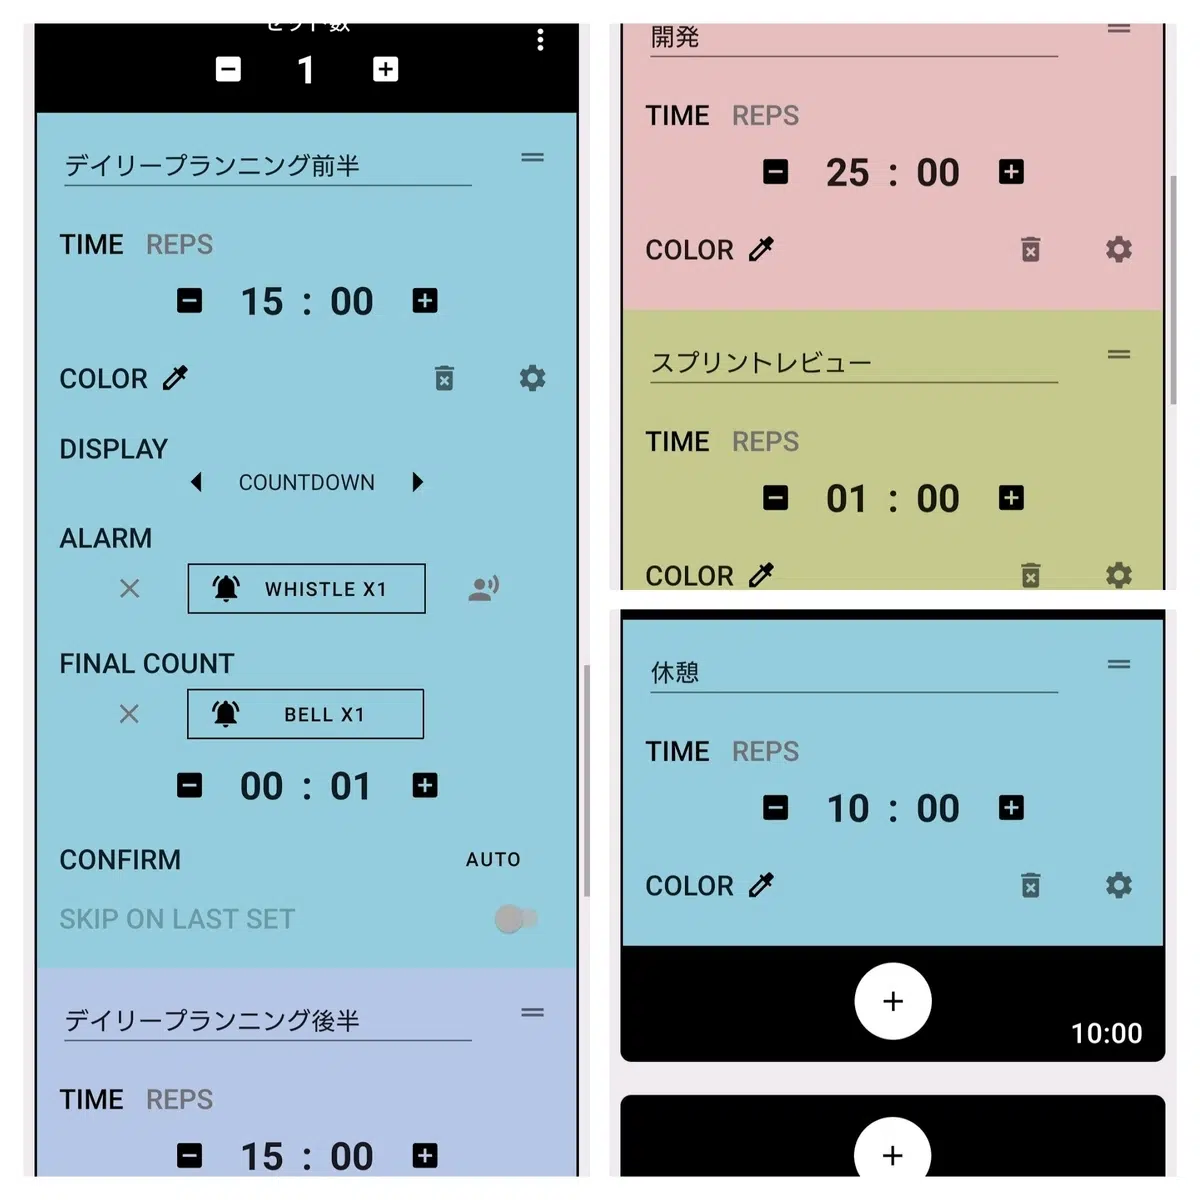 セット数
1
デイリープランニング前半
TIME REPS
15 : 00
COLOR
DISPLAY
COUNTDOWN
ALARM
WHISTLE X1
FINAL COUNT
BELL X1
00 : 01
CONFIRM AUTO
SKIP ON LAST SET
デイリープランニング後半
TIME REPS
15 : 00
開発
TIME REPS
25 : 00
COLOR
スプリントレビュー
TIME REPS
01 : 00
COLOR
休憩
TIME REPS
10 : 00
COLOR
10:00